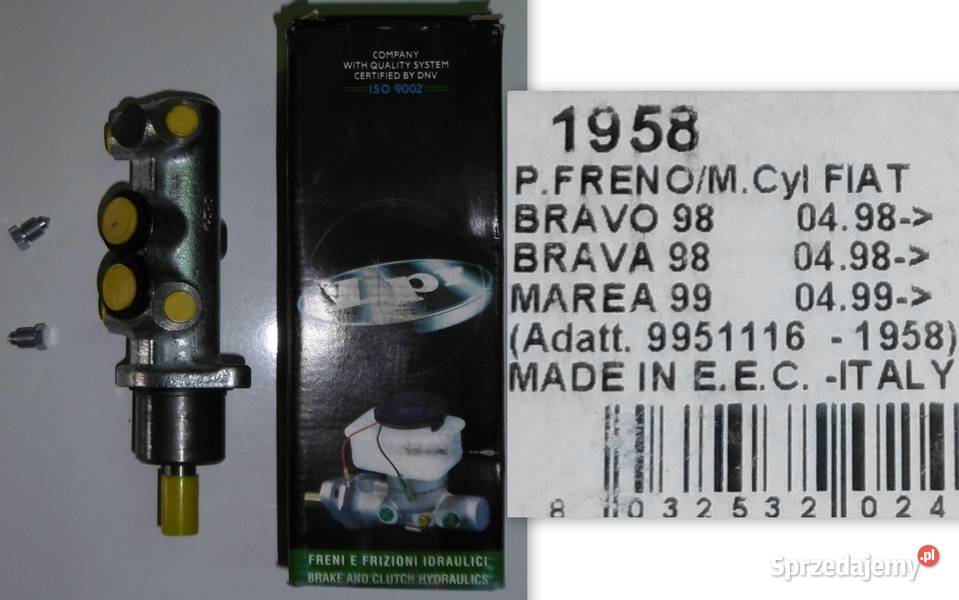 COMPANY
WITH QUALITY SYSTEM
CERTIFIED BY DNV
ISO 9002
FRENI E FRIZIONI IDRAULICI
BRAKE AND CLUTCH HYDRAULICS
1958
P.FRENO/M.Cyl FIAT
BRAVO 98 04.98->
BRAVA 98 04.98->
MAREA 99 04.99->
(Adatt. 9951116 - 1958)
MADE IN E.E.C. -ITALY
8 032532 024
Sprzedajemy.pl